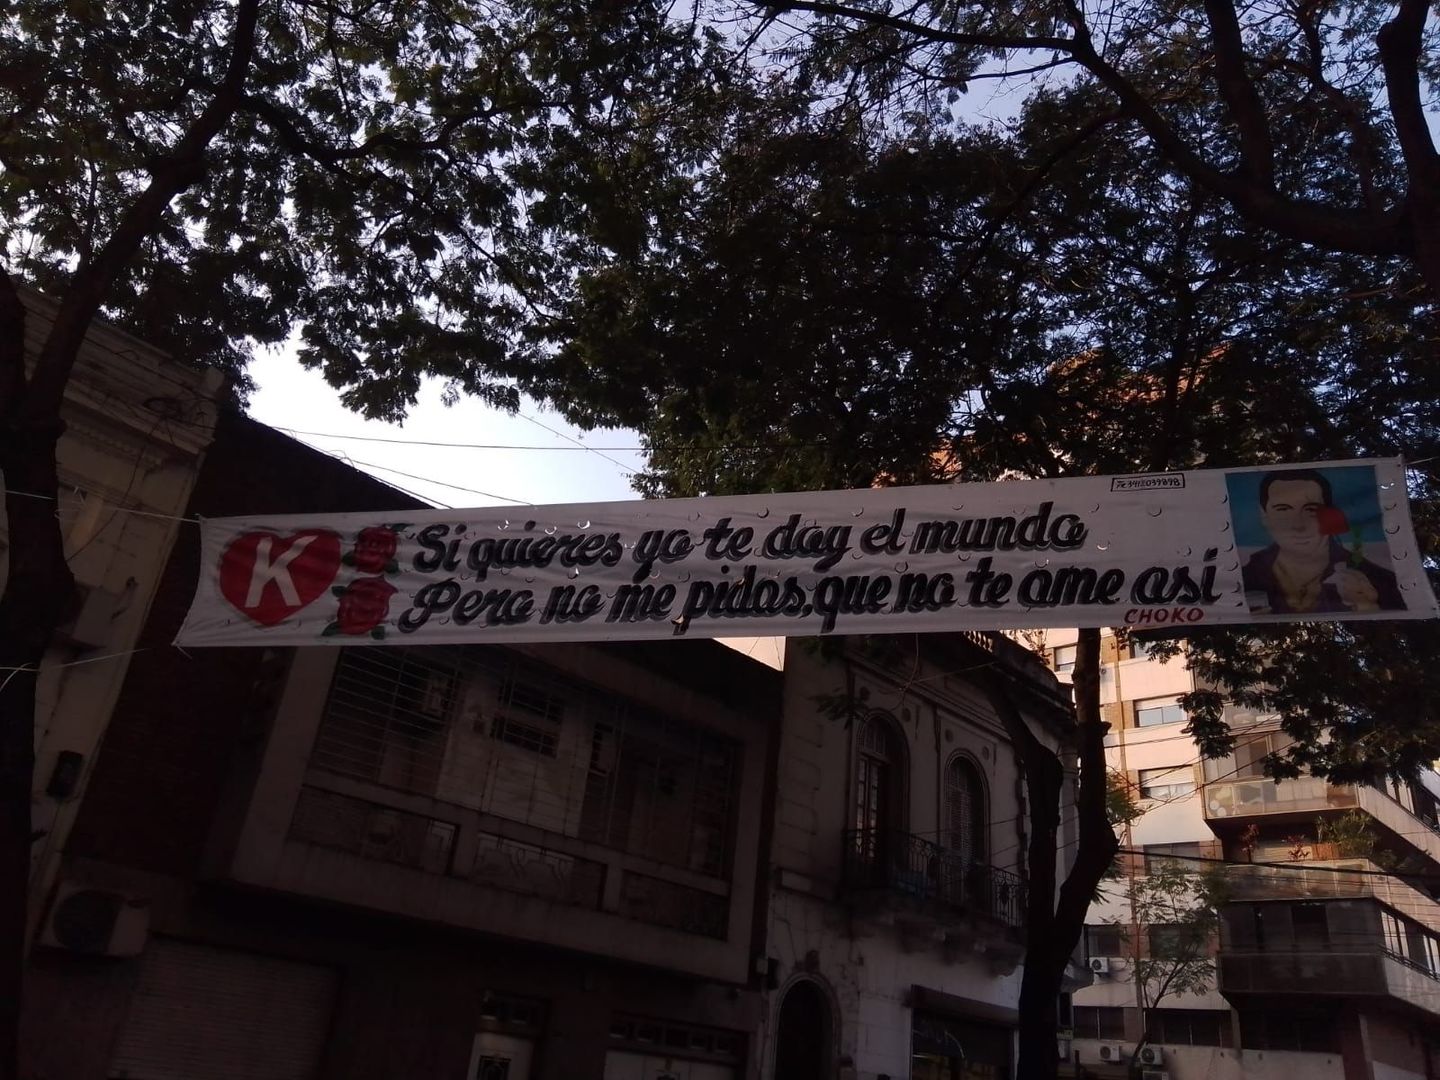 K
Si quieres yo te doy el mundo
Pero no me pidas, que no te ame así
CHOKO